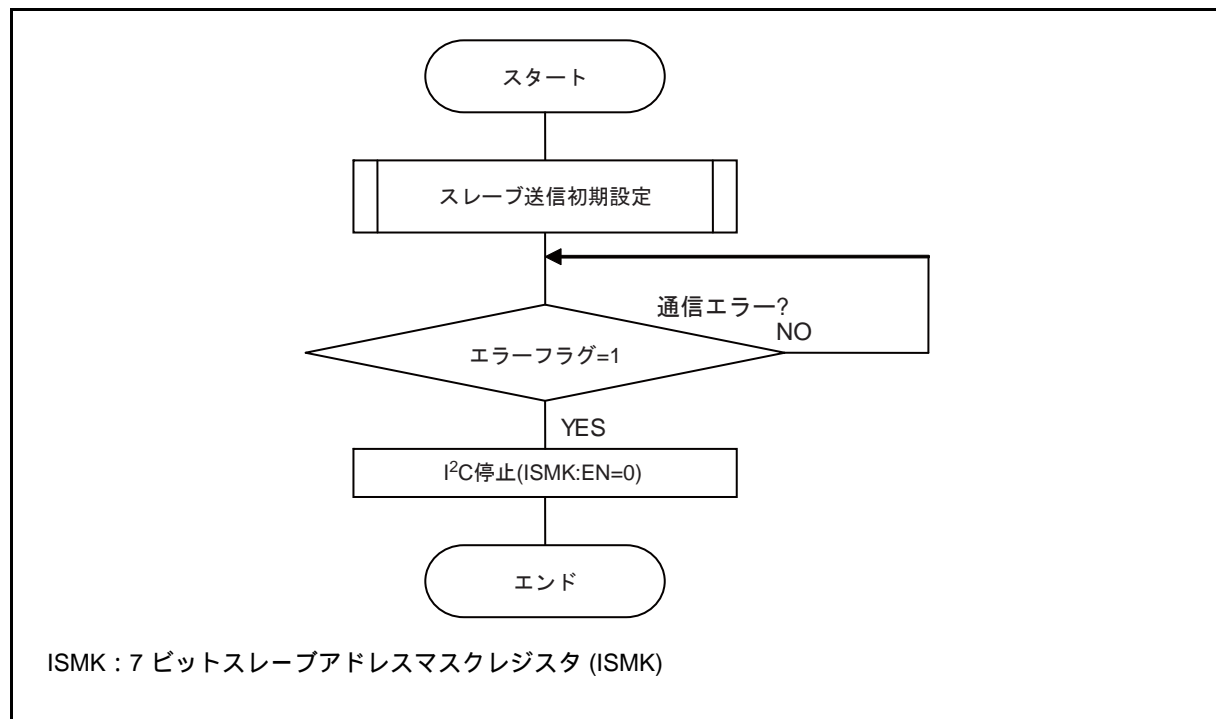 スタート
スレーブ送信初期設定
通信エラー?
NO
エラーフラグ=1
YES
I²C停止(ISMK:EN=0)
エンド
ISMK : 7 ビットスレーブアドレスマスクレジスタ (ISMK)